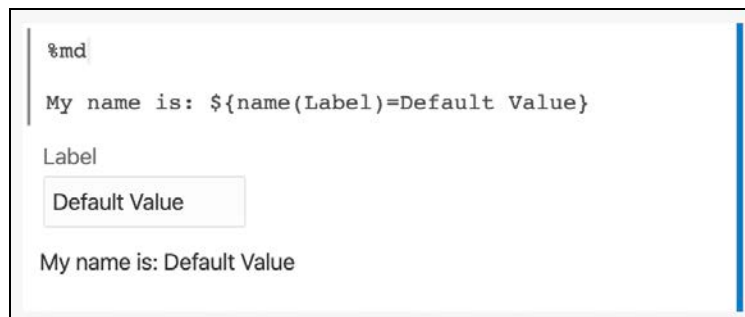 %md
My name is: ${name(Label)=Default Value}
Label
Default Value
My name is: Default Value